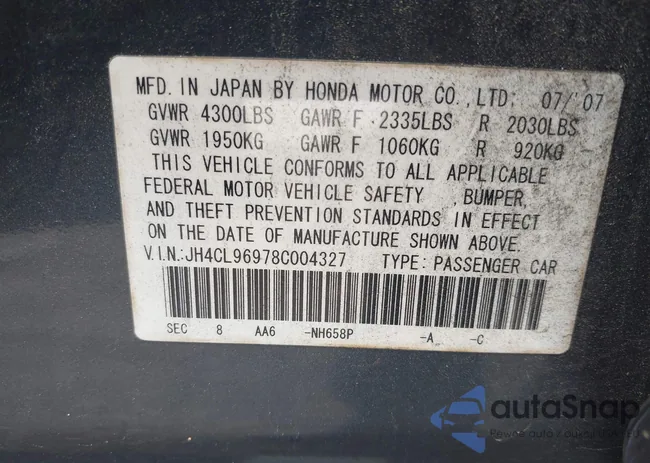 MFD. IN JAPAN BY HONDA MOTOR CO., LTD: 07/'07
GVWR 4300LBS GAWR F 2335LBS R 2030LBS
GVWR 1950KG GAWR F 1060KG R 920KG
THIS VEHICLE CONFORMS TO ALL APPLICABLE
FEDERAL MOTOR VEHICLE SAFETY , BUMPER,
AND THEFT PREVENTION STANDARDS IN EFFECT
ON THE DATE OF MANUFACTURE SHOWN ABOVE.
V.I.N.:JH4CL96978C004327 TYPE: PASSENGER CAR
SEC 8 AA6 -NH658P -A -C
autoSnap
Pewne auto z